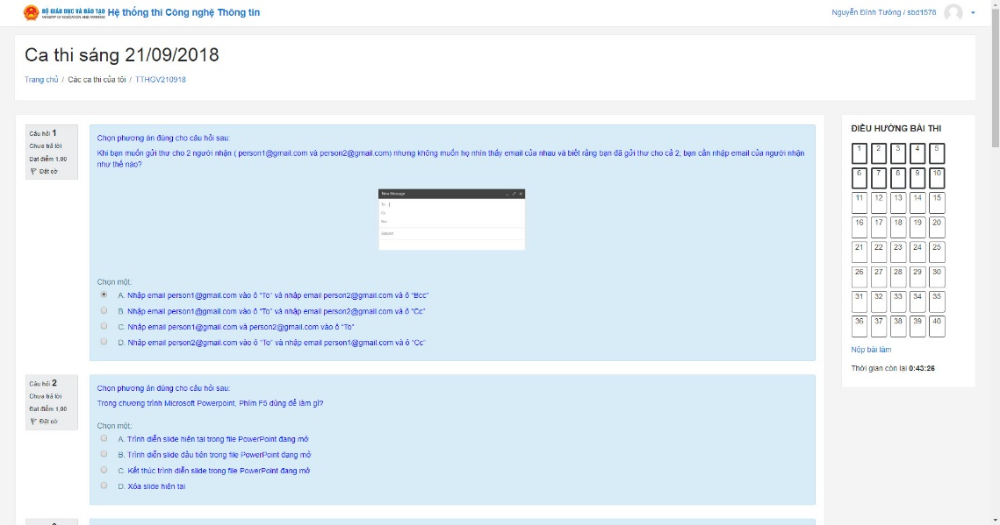 BỘ GIÁO DỤC VÀ ĐÀO TẠO
MINISTRY OF EDUCATION AND TRAINING
Hệ thống thi Công nghệ Thông tin
Nguyễn Đình Tưởng / sbd1578
Ca thi sáng 21/09/2018
Trang chủ / Các ca thi của tôi / TTHGV210918
Câu hỏi 1
Chưa trả lời
Đạt điểm 1,00
Đặt cờ
Chọn phương án đúng cho câu hỏi sau:
Khi bạn muốn gửi thư cho 2 người nhận ( person1@gmail.com và person2@gmail.com) nhưng không muốn họ nhìn thấy email của nhau và biết rằng bạn đã gửi thư cho cả 2, bạn cần nhập email của người nhận
như thế nào?
New Message
To
Cc
Bcc
Subject
Chọn một:
A. Nhập email person1@gmail.com vào ô "To" và nhập email person2@gmail.com và ô "Bcc"
B. Nhập email person1@gmail.com vào ô "To" và nhập email person2@gmail.com và ô "Cc"
C. Nhập email person1@gmail.com và person2@gmail.com vào ô "To"
D. Nhập email person2@gmail.com vào ô "To" và nhập email person1@gmail.com và ô "Cc"
Câu hỏi 2
Chưa trả lời
Đạt điểm 1,00
Đặt cờ
Chọn phương án đúng cho câu hỏi sau:
Trong chương trình Microsoft Powerpoint, Phím F5 dùng để làm gì?
Chọn một:
A. Trình diễn slide hiện tại trong file PowerPoint đang mở
B. Trình diễn slide đầu tiên trong file PowerPoint đang mở
C. Kết thúc trình diễn slide trong file PowerPoint đang mở
D. Xóa slide hiện tại
ĐIỀU HƯỚNG BÀI THI
1 2 3 4 5
6 7 8 9 10
11 12 13 14 15
16 17 18 19 20
21 22 23 24 25
26 27 28 29 30
31 32 33 34 35
36 37 38 39 40
Nộp bài làm
Thời gian còn lại 0:43:26